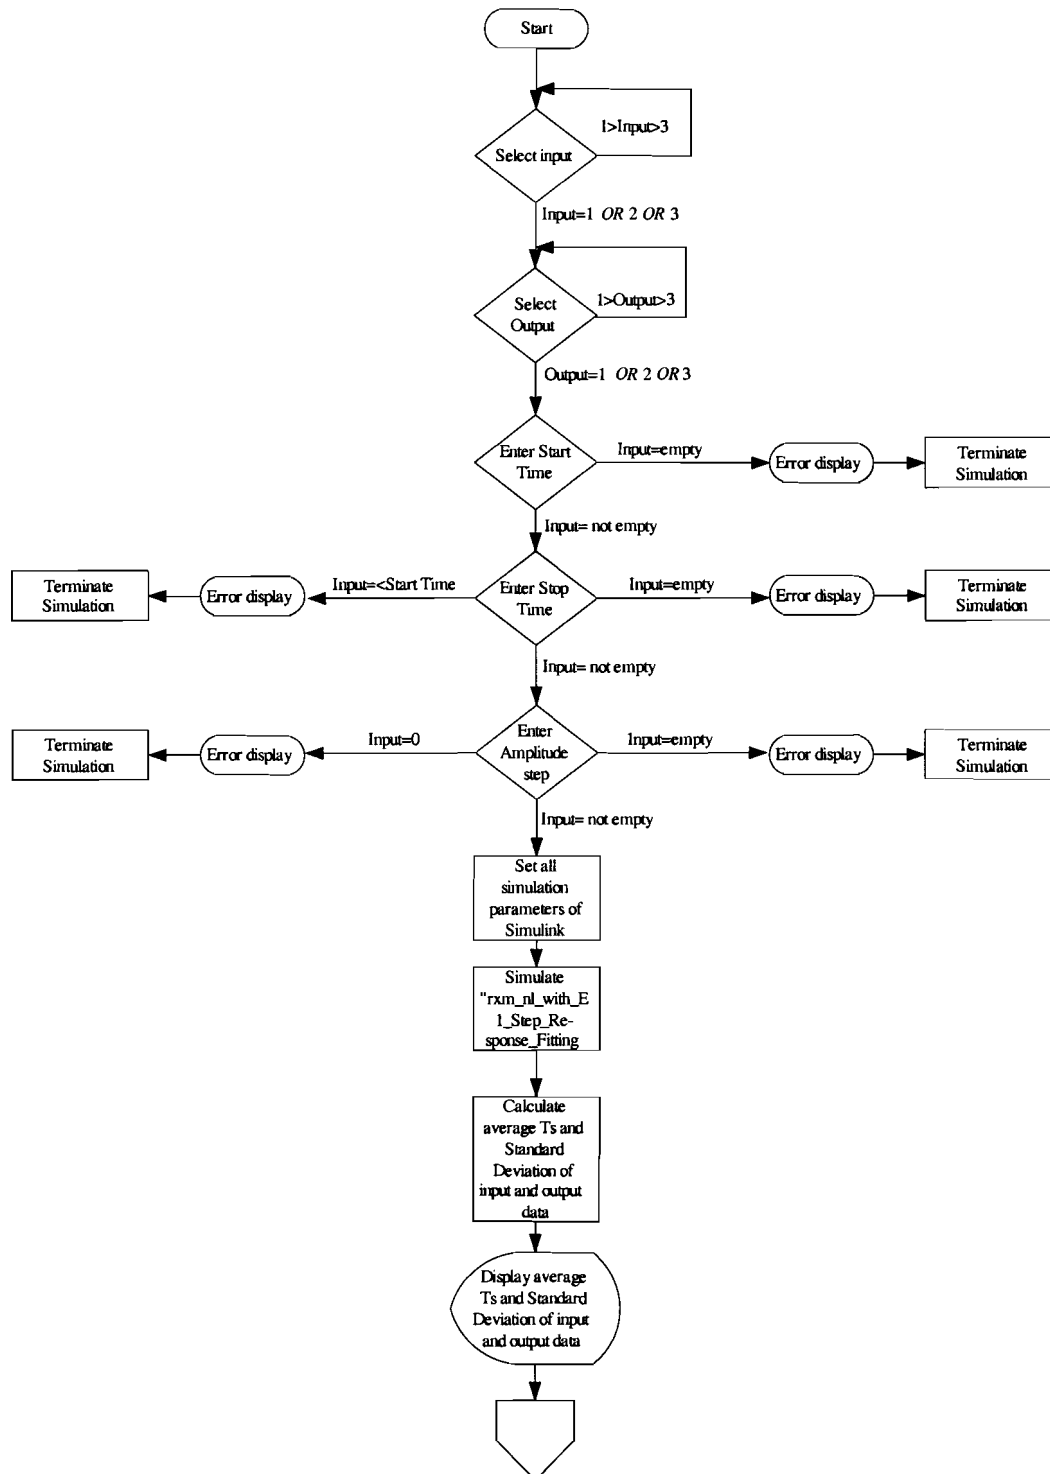 Start
1>Input>3
Select input
Input=1 OR 2 OR 3
1>Output>3
Select
Output
Output=1 OR 2 OR 3
Enter Start
Time
Input=empty
Error display
Terminate
Simulation
Input= not empty
Terminate
Simulation
Error display
Input=<Start Time
Enter Stop
Time
Input=empty
Error display
Terminate
Simulation
Input= not empty
Terminate
Simulation
Error display
Input=0
Enter
Amplitude
step
Input=empty
Error display
Terminate
Simulation
Input= not empty
Set all
simulation
parameters of
Simulink
Simulate
"rxm_nl_with_E
1_Step_Re-
sponse_Fitting
Calculate
average Ts and
Standard
Deviation of
input and output
data
Display average
Ts and Standard
Deviation of input
and output data